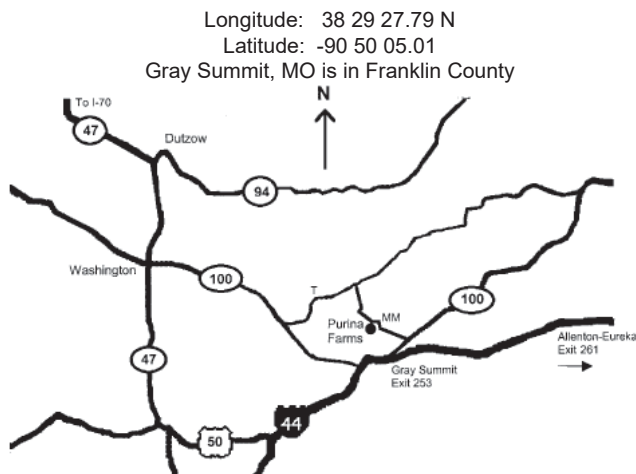 Longitude: 38 29 27.79 N
Latitude: -90 50 05.01
Gray Summit, MO is in Franklin County
N
To I-70
47
Dutzow
94
Washington
100
T
Purina
Farms
MM
100
47
Gray Summit
Exit 253
Allenton-Eureka
Exit 261
44
50